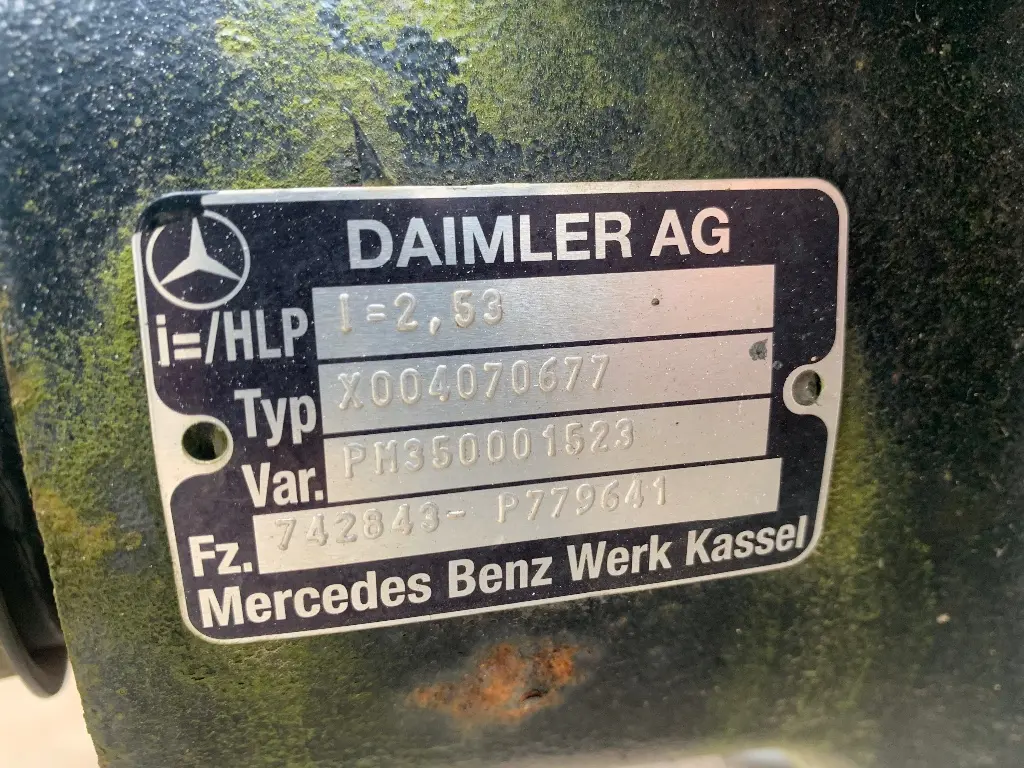 DAIMLER AG
i=/HLP I=2,53
Typ X004070677
Var. PM350001523
Fz. 742843- P779641
Mercedes Benz Werk Kassel